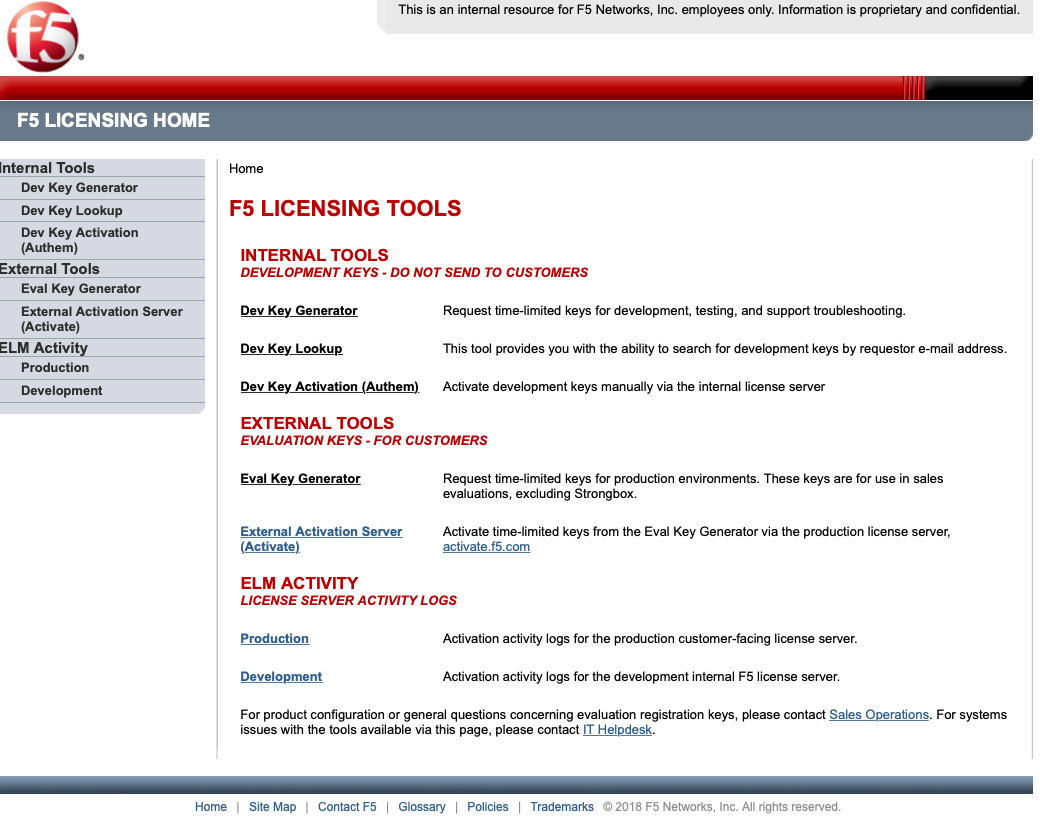 This is an internal resource for F5 Networks, Inc. employees only. Information is proprietary and confidential.
f5®
F5 LICENSING HOME
Internal Tools
Dev Key Generator
Dev Key Lookup
Dev Key Activation
(Authem)
External Tools
Eval Key Generator
External Activation Server
(Activate)
ELM Activity
Production
Development
Home
F5 LICENSING TOOLS
INTERNAL TOOLS
DEVELOPMENT KEYS - DO NOT SEND TO CUSTOMERS
Dev Key Generator Request time-limited keys for development, testing, and support troubleshooting.
Dev Key Lookup This tool provides you with the ability to search for development keys by requestor e-mail address.
Dev Key Activation (Authem) Activate development keys manually via the internal license server
EXTERNAL TOOLS
EVALUATION KEYS - FOR CUSTOMERS
Eval Key Generator Request time-limited keys for production environments. These keys are for use in sales
evaluations, excluding Strongbox.
External Activation Server Activate time-limited keys from the Eval Key Generator via the production license server,
(Activate) activate.f5.com
ELM ACTIVITY
LICENSE SERVER ACTIVITY LOGS
Production Activation activity logs for the production customer-facing license server.
Development Activation activity logs for the development internal F5 license server.
For product configuration or general questions concerning evaluation registration keys, please contact Sales Operations. For systems
issues with the tools available via this page, please contact IT Helpdesk.
Home | Site Map | Contact F5 | Glossary | Policies | Trademarks © 2018 F5 Networks, Inc. All rights reserved.